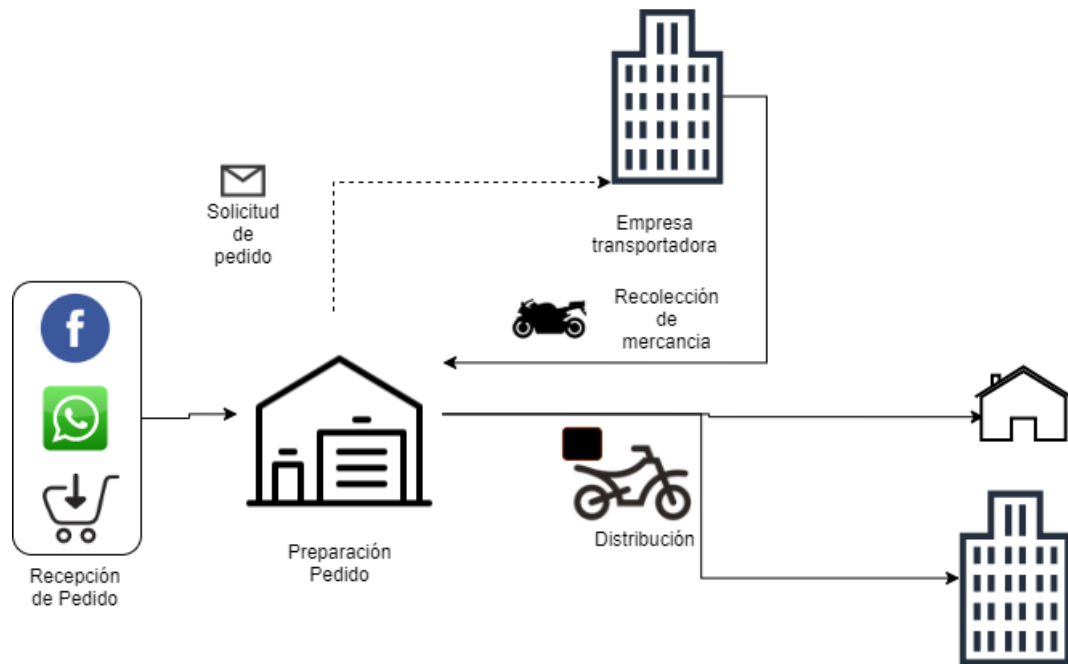 Solicitud
de
pedido
Empresa
transportadora
Recolección
de
mercancia
f
Recepción
de Pedido
Preparación
Pedido
Distribución